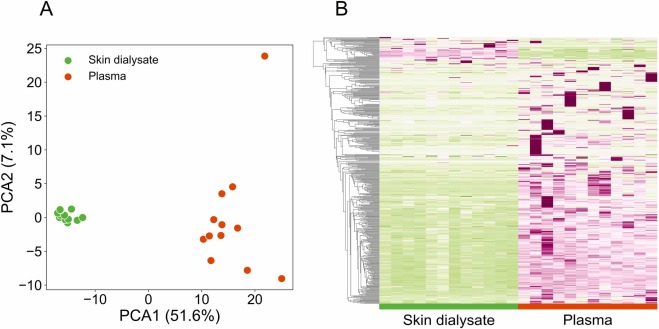 A
B
Skin dialysate
Plasma
25
20
15
10
5
0
−5
−10
PCA2 (7.1%)
−10
0
10
20
PCA1 (51.6%)
Skin dialysate
Plasma